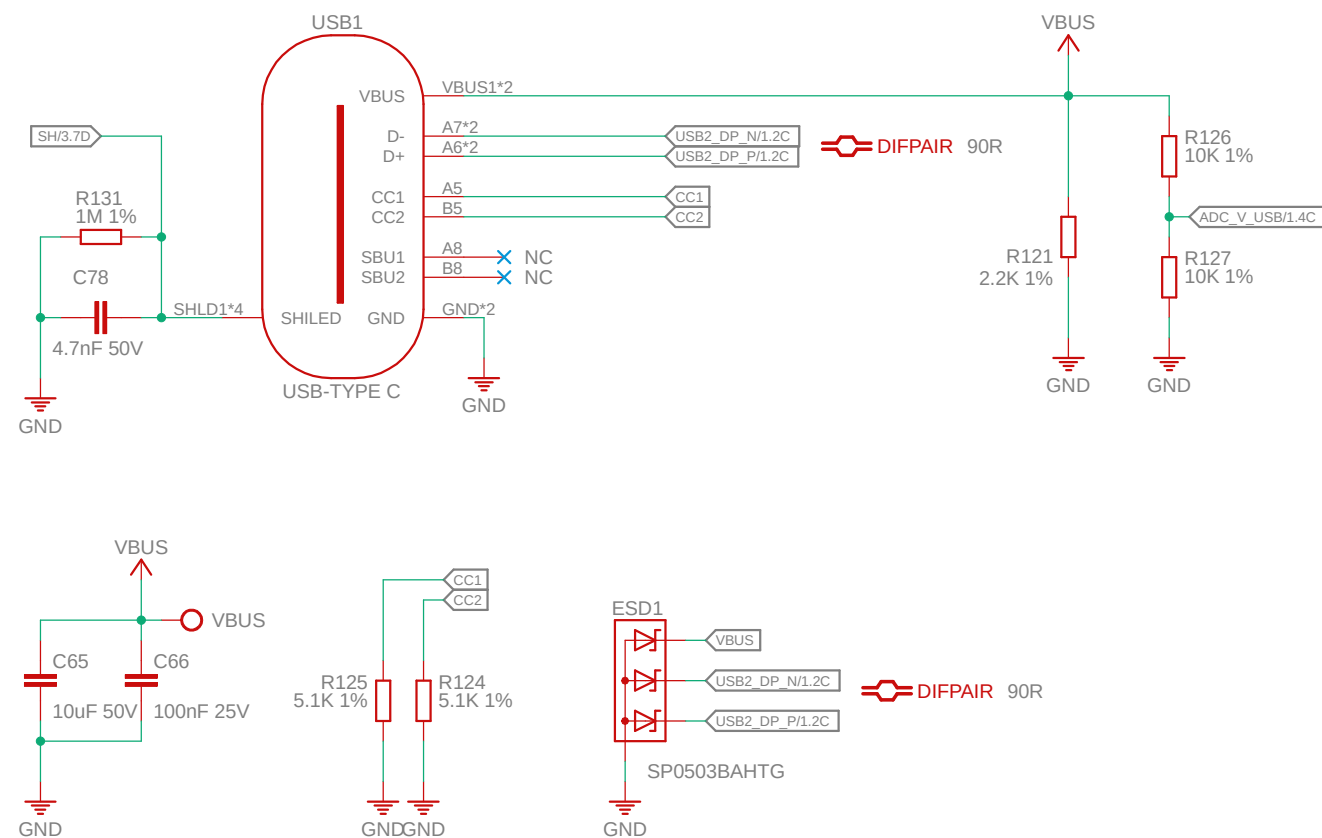 USB1
VBUS
VBUS
VBUS1*2
SH/3.7D
D-
A7*2
USB2_DP_N/1.2C
D+
A6*2
USB2_DP_P/1.2C
DIFPAIR 90R
R126
10K 1%
R131
1M 1%
CC1
A5
CC1
CC2
B5
CC2
ADC_V_USB/1.4C
SBU1
A8
NC
SBU2
B8
NC
R121
2.2K 1%
R127
10K 1%
C78
4.7nF 50V
SHLD1*4
SHILED
GND
GND*2
USB-TYPE C
GND
GND
GND
GND
VBUS
VBUS
C65
10uF 50V
C66
100nF 25V
GND
CC1
CC2
R125
5.1K 1%
R124
5.1K 1%
GND
GND
ESD1
VBUS
USB2_DP_N/1.2C
USB2_DP_P/1.2C
DIFPAIR 90R
SP0503BAHTG
GND